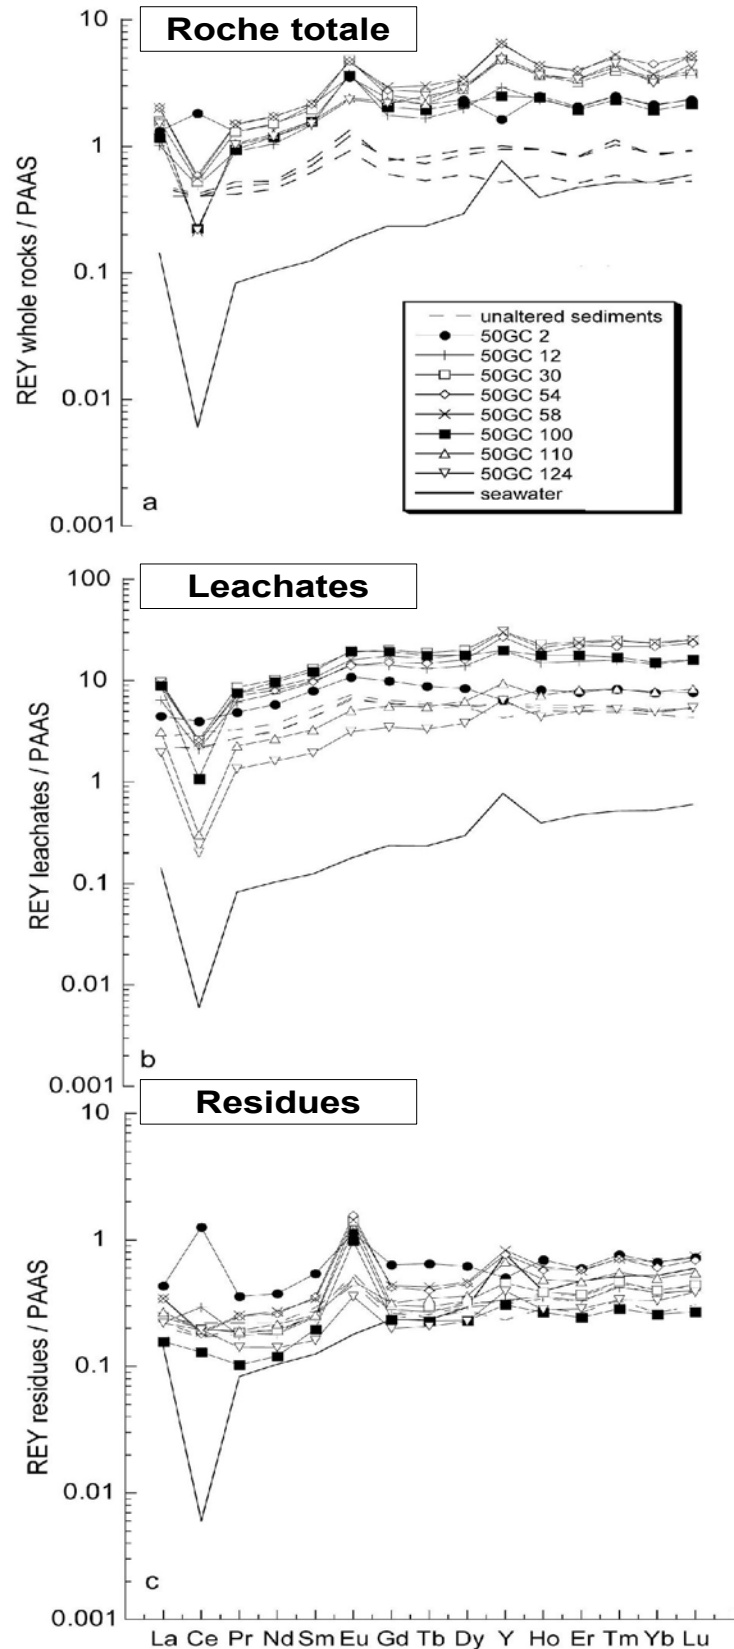 Roche totale
10
1
0.1
0.01
0.001
REY whole rocks / PAAS
unaltered sediments
50GC 2
50GC 12
50GC 30
50GC 54
50GC 58
50GC 100
50GC 110
50GC 124
seawater
a
Leachates
100
10
1
0.1
0.01
0.001
REY leachates / PAAS
b
Residues
10
1
0.1
0.01
0.001
REY residues / PAAS
c
La Ce Pr Nd Sm Eu Gd Tb Dy Y Ho Er Tm Yb Lu